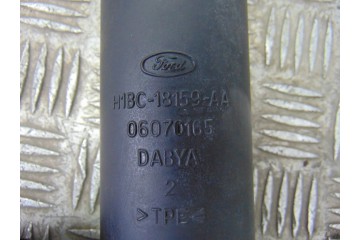 Ford
H1BC-18159-AA
06070165
DABYA
2
>TPE<